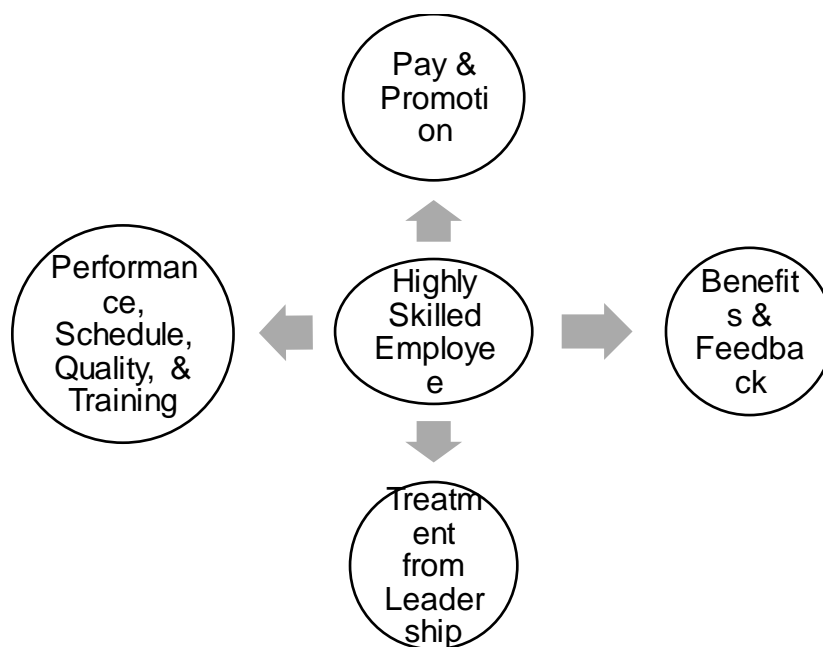 Pay &
Promoti
on
Performan
ce,
Schedule,
Quality, &
Training
Highly
Skilled
Employe
e
Benefit
s &
Feedba
ck
Treatm
ent
from
Leader
ship